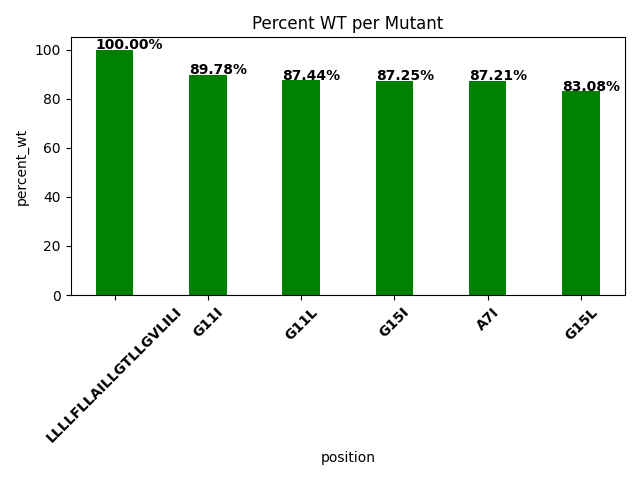 Percent WT per Mutant
percent_wt
100
80
60
40
20
0
100.00%
89.78%
87.44%
87.25%
87.21%
83.08%
LLLLFLLAILLGTLLGVLILI
G11I
G11L
G15I
A7I
G15L
position